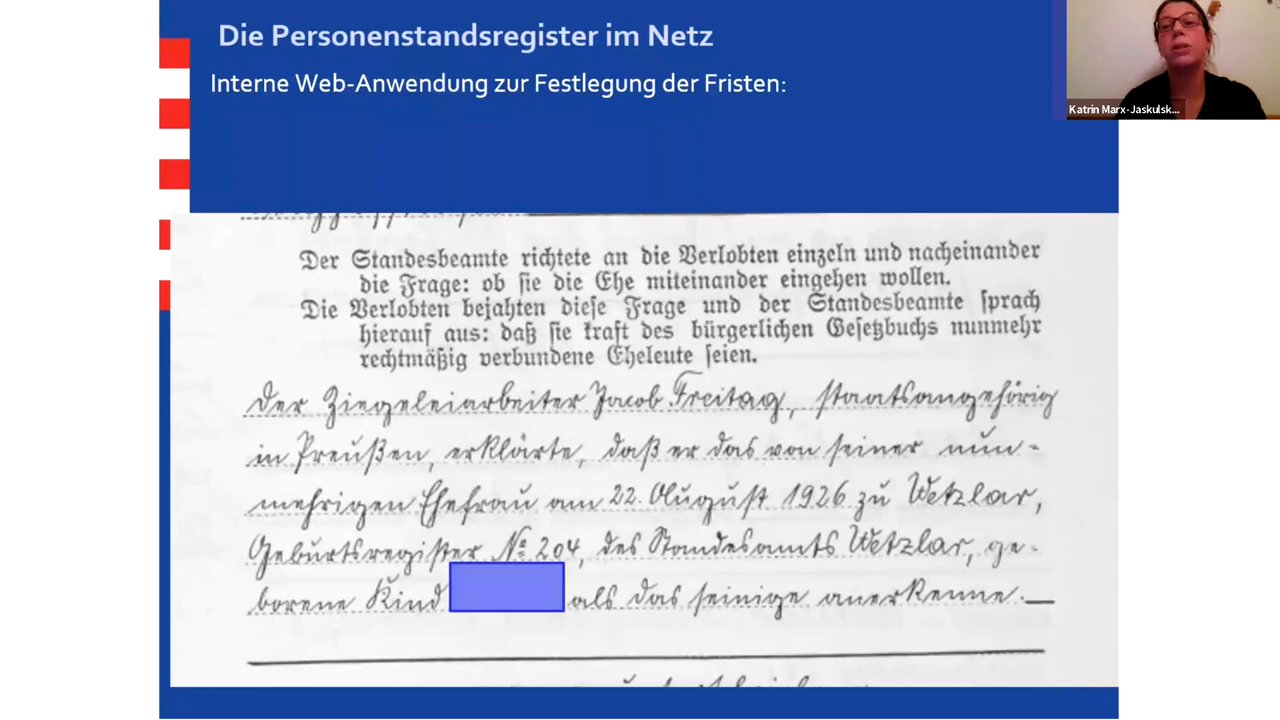 Die Personenstandsregister im Netz
Interne Web-Anwendung zur Festlegung der Fristen:
Katrin Marx-Jaskulsk...
Der Standesbeamte richtete an die Verlobten einzeln und nacheinander
die Frage: ob sie die Ehe miteinander eingehen wollen.
Die Verlobten bejahten diese Frage und der Standesbeamte sprach
hierauf aus: daß sie kraft des bürgerlichen Gesetzbuchs nunmehr
rechtmäßig verbundene Eheleute seien.
Der Ziegeleiarbeiter Jacob Freitag, staatsangehörig
in Preußen, erklärte, daß er das von seiner nun-
mehrigen Ehefrau am 22. August 1926 zu Wetzlar,
Geburtsregister No 204, des Standesamts Wetzlar, ge-
borene Kind als das seinige anerkenne.